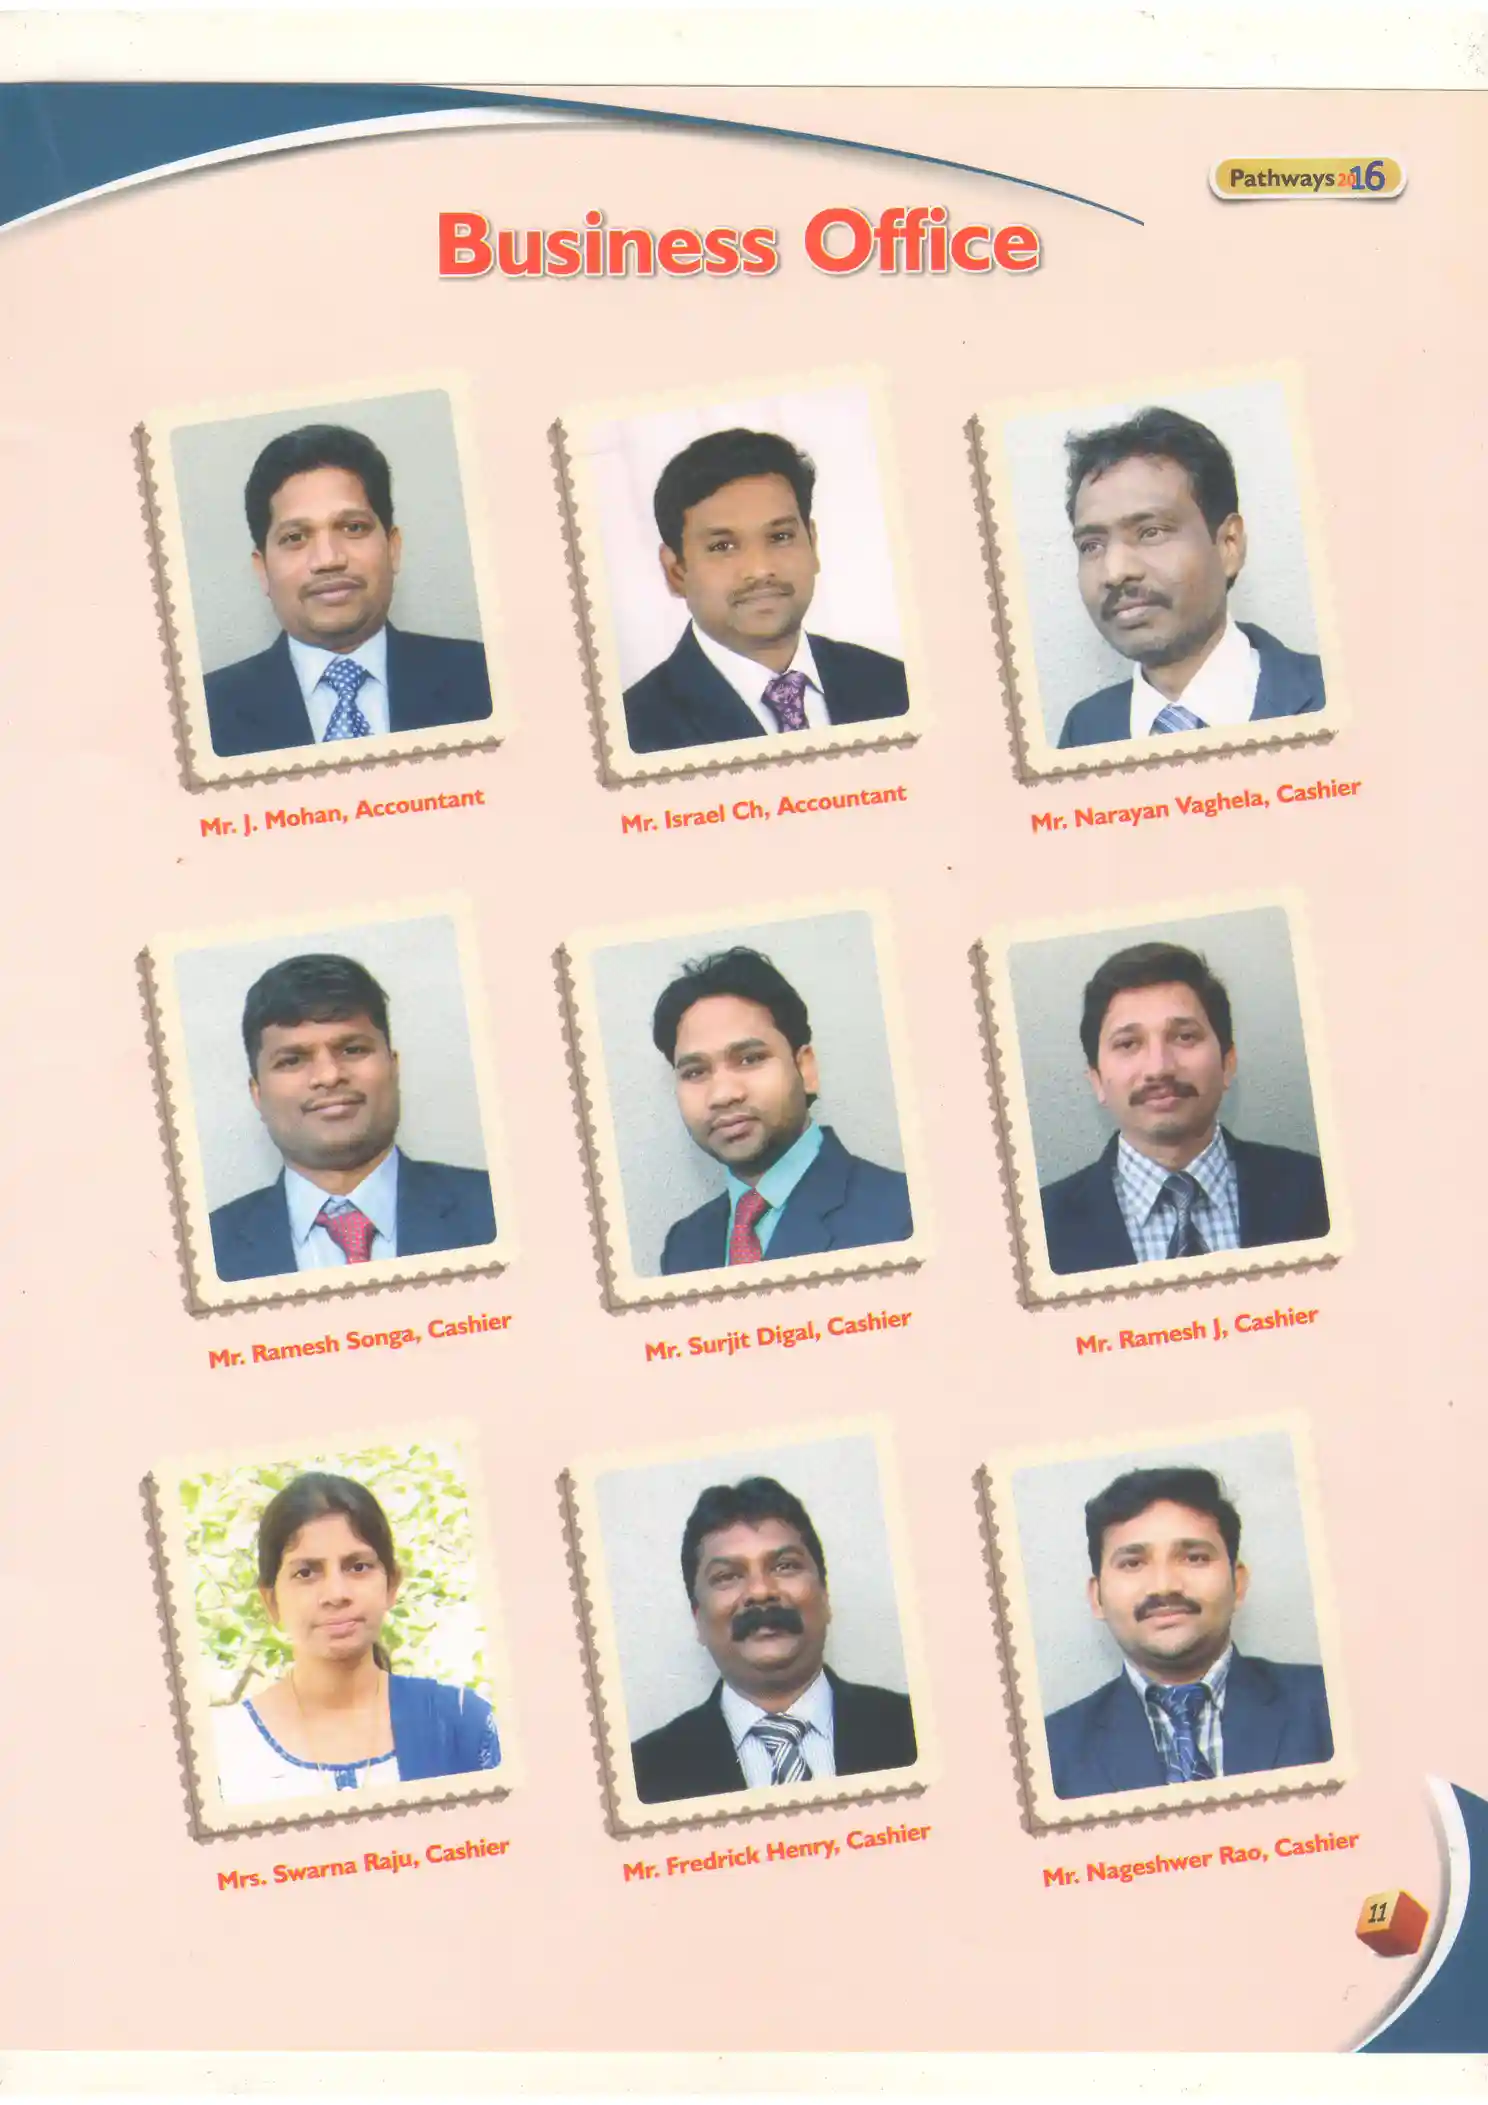 Pathways 2016
Business Office
Mr. J. Mohan, Accountant
Mr. Israel Ch, Accountant
Mr. Narayan Vaghela, Cashier
Mr. Ramesh Songa, Cashier
Mr. Surjit Digal, Cashier
Mr. Ramesh J, Cashier
Mrs. Swarna Raju, Cashier
Mr. Fredrick Henry, Cashier
Mr. Nageshwer Rao, Cashier
11